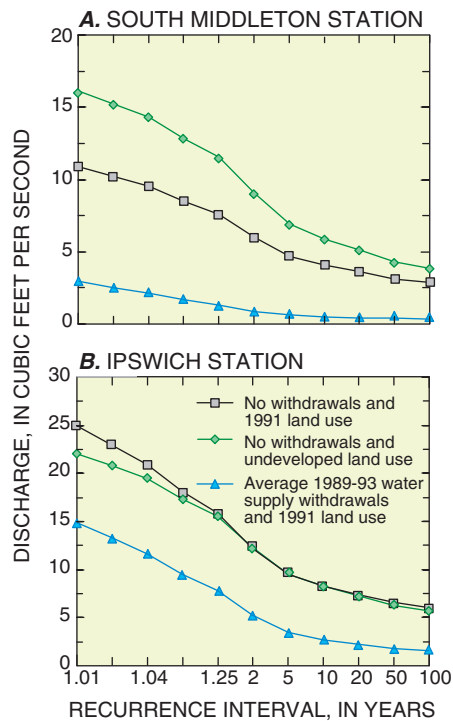 A. SOUTH MIDDLETON STATION
20
15
10
5
0
DISCHARGE, IN CUBIC FEET PER SECOND
B. IPSWICH STATION
30
25
20
15
10
5
0
No withdrawals and
1991 land use
No withdrawals and
undeveloped land use
Average 1989-93 water
supply withdrawals
and 1991 land use
1.01 1.04 1.25 2 5 10 20 50 100
RECURRENCE INTERVAL, IN YEARS